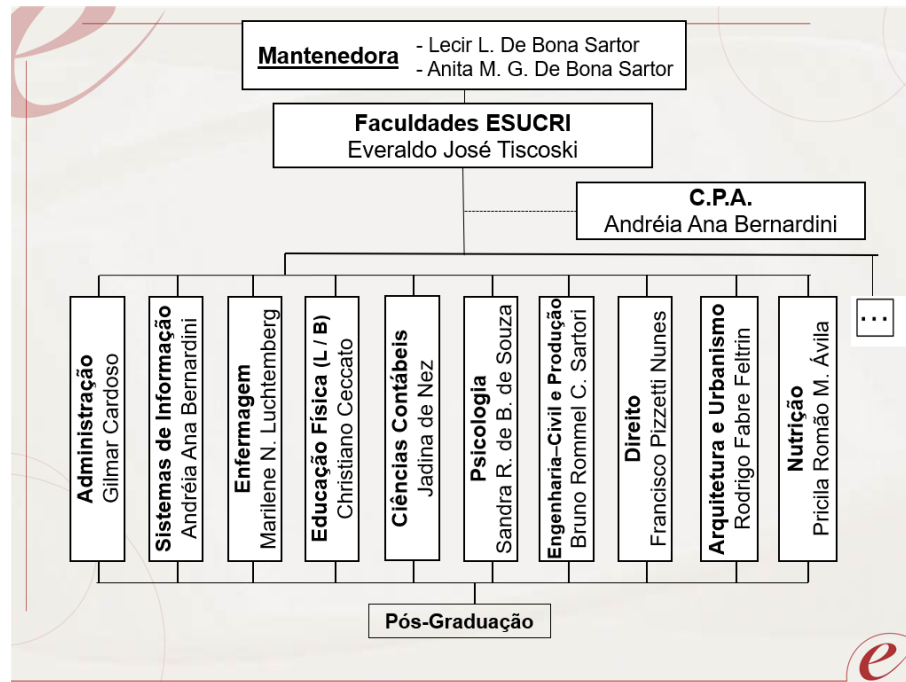 Mantenedora - Lecir L. De Bona Sartor
- Anita M. G. De Bona Sartor
Faculdades ESUCRI
Everaldo José Tiscoski
C.P.A.
Andréia Ana Bernardini
Administração
Gilmar Cardoso
Sistemas de Informação
Andréia Ana Bernardini
Enfermagem
Marilene N. Luchtemberg
Educação Física (L / B)
Christiano Ceccato
Ciências Contábeis
Jadina de Nez
Psicologia
Sandra R. de B. de Souza
Engenharia–Civil e Produção
Bruno Rommel C. Sartori
Direito
Francisco Pizzetti Nunes
Arquitetura e Urbanismo
Rodrigo Fabre Feltrin
Nutrição
Pricila Romão M. Ávila
...
Pós-Graduação
e